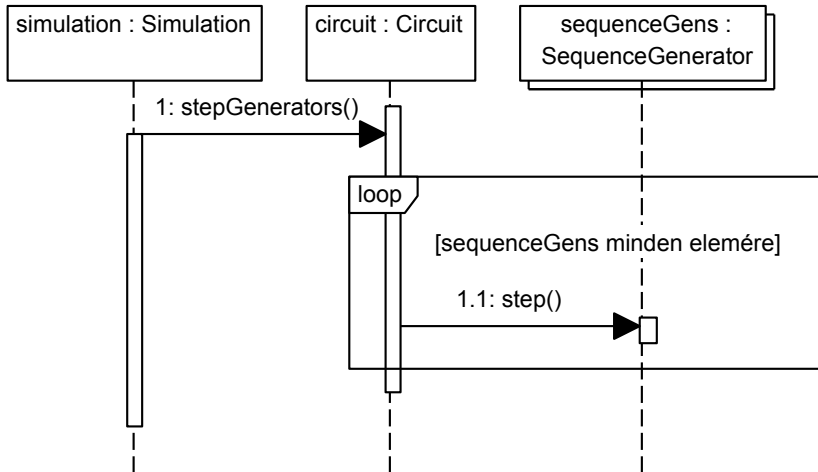 simulation : Simulation
circuit : Circuit
sequenceGens :
SequenceGenerator
1: stepGenerators()
loop
[sequenceGens minden elemére]
1.1: step()